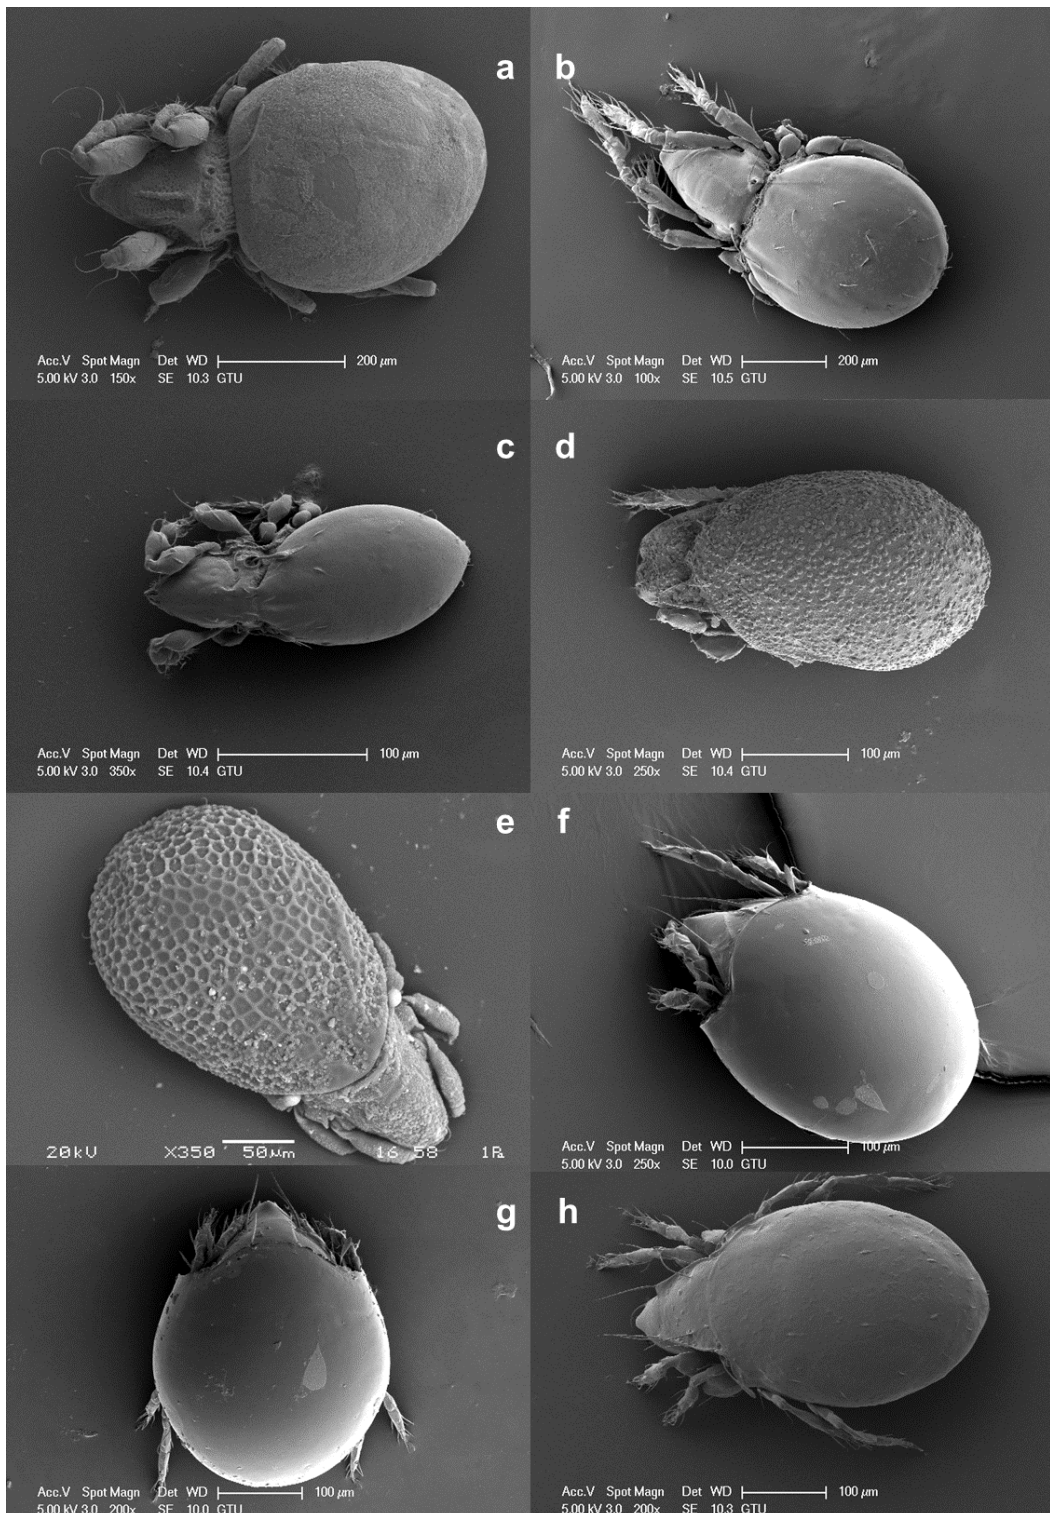 a
Acc.V Spot Magn Det WD 200 µm
5.00 kV 3.0 150x SE 10.3 GTU
b
Acc.V Spot Magn Det WD 200 µm
5.00 kV 3.0 100x SE 10.5 GTU
c
Acc.V Spot Magn Det WD 100 µm
5.00 kV 3.0 350x SE 10.4 GTU
d
Acc.V Spot Magn Det WD 100 µm
5.00 kV 3.0 250x SE 10.4 GTU
e
20kV X350 50µm 16 58
f
Acc.V Spot Magn Det WD 100 µm
5.00 kV 3.0 250x SE 10.0 GTU
g
Acc.V Spot Magn Det WD 100 µm
5.00 kV 3.0 200x SE 10.0 GTU
h
Acc.V Spot Magn Det WD 100 µm
5.00 kV 3.0 200x SE 10.3 GTU